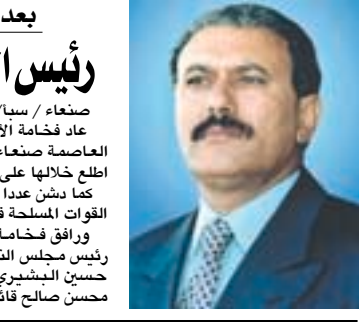 بعد
رئيس ا
صنعاء / سبأ/
عاد فخامة الأ
العاصمة صنعاء
اطلع خلالها على
كما دشن عددا
القوات المسلحة ق
ورافق فخامة
رئيس مجلس الن
حسين البشيري
محسن صالح قائ